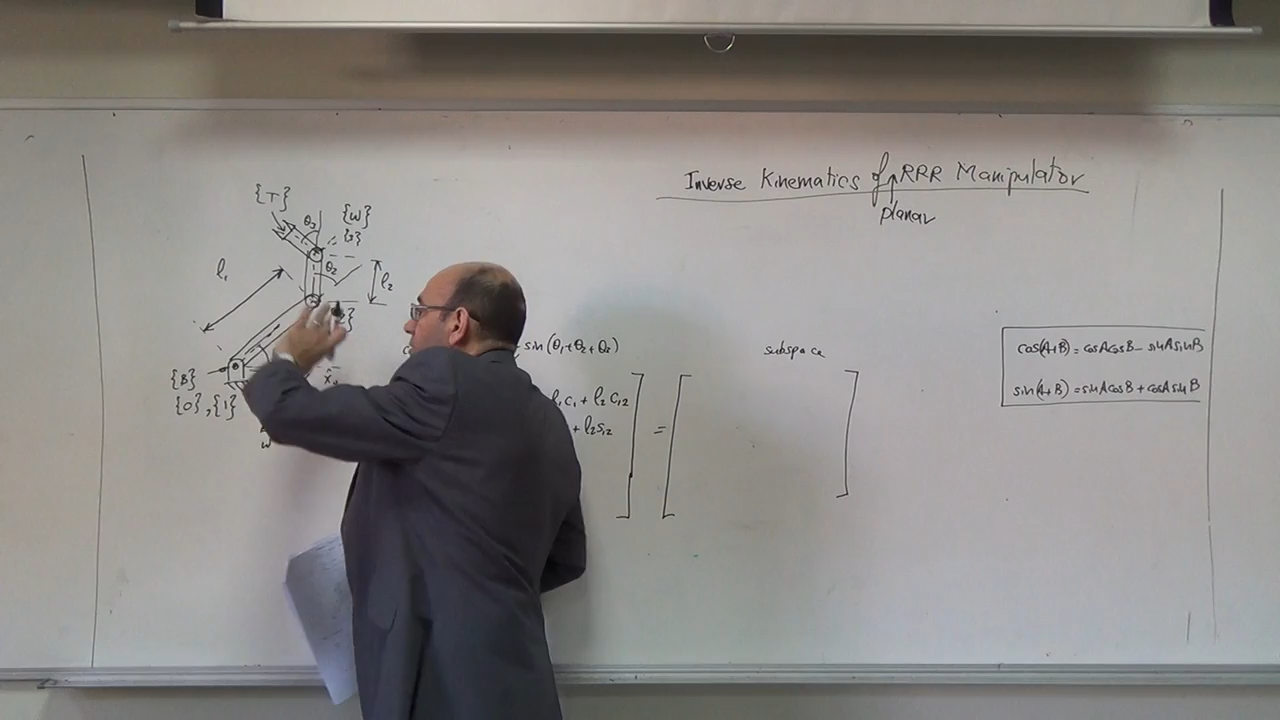 Inverse Kinematics of RRR Manipulator
planar
{T}
θ3
{W}
{3}
θ2
l1
l2
{2}
{B}
{0}, {1}
x̂
w
sin(θ1+θ2+θ3)
subspace
l1c1 + l2c12
+ l2s12
=
cos(A+B) = cosAcosB - sinAsinB
sin(A+B) = sinAcosB + cosAsinB